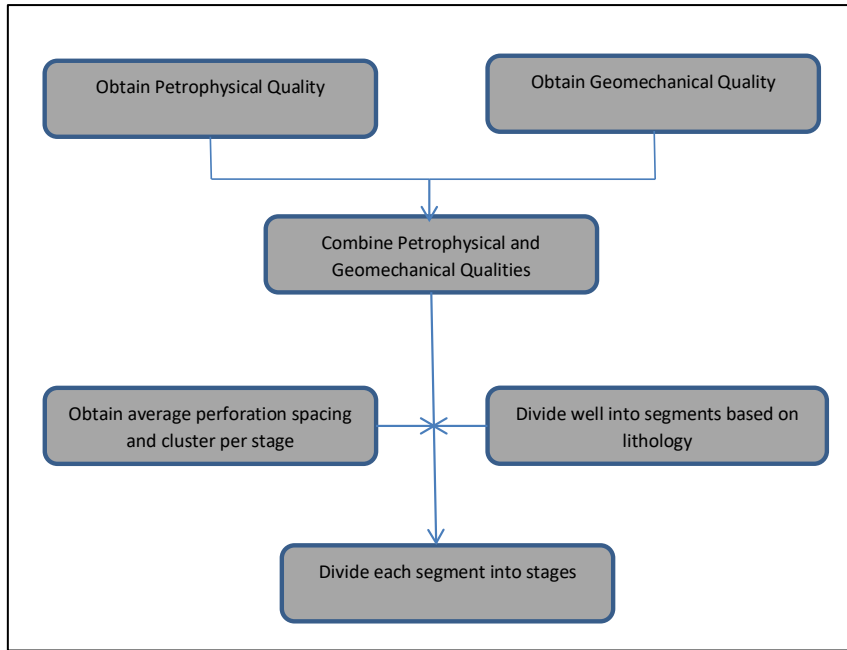 Obtain Petrophysical Quality
Obtain Geomechanical Quality
Combine Petrophysical and
Geomechanical Qualities
Obtain average perforation spacing
and cluster per stage
Divide well into segments based on
lithology
Divide each segment into stages